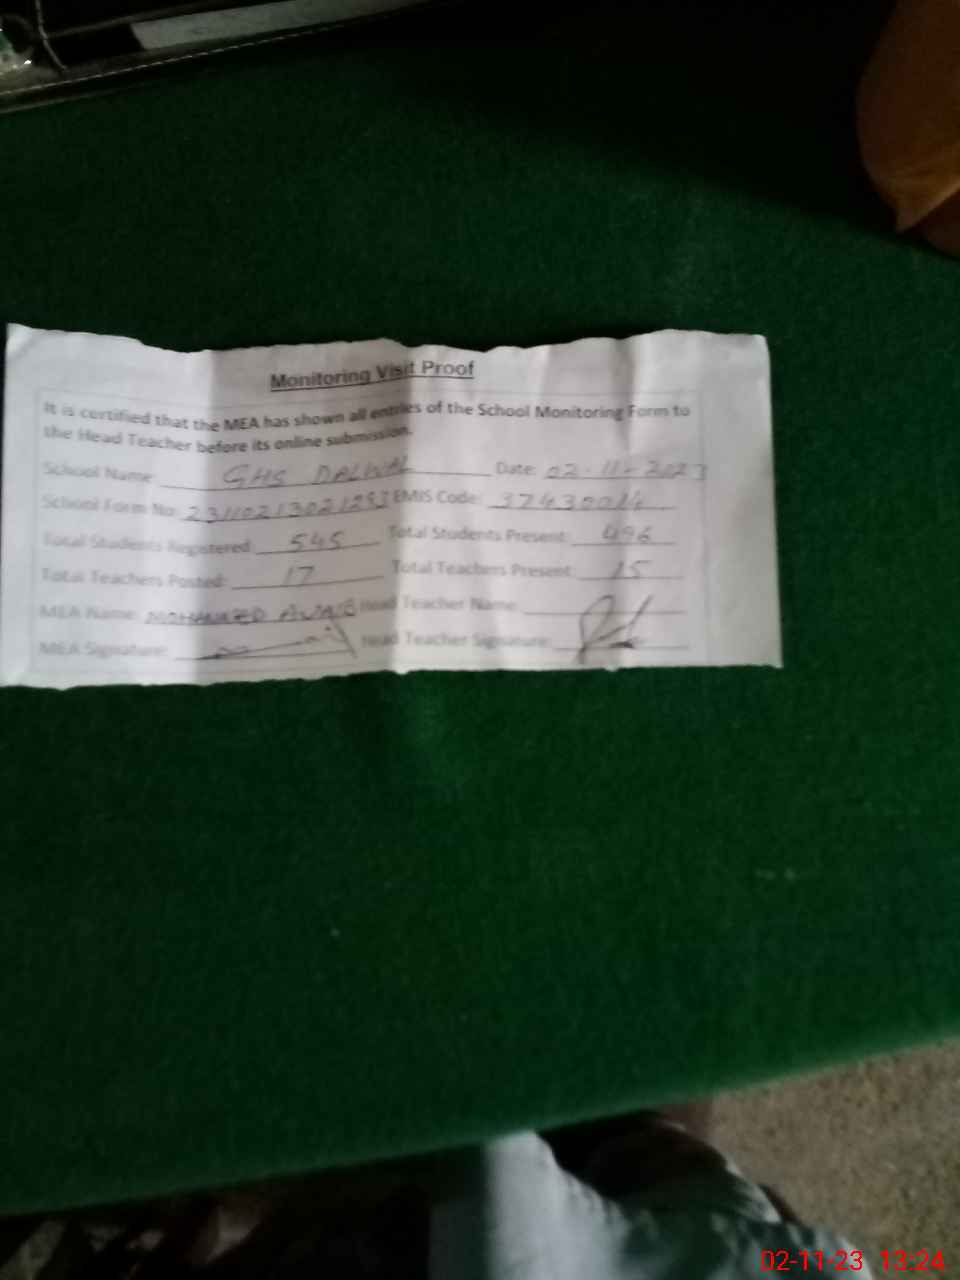 Monitoring Visit Proof
It is certified that the MEA has shown all entries of the School Monitoring Form to
the Head Teacher before its online submission.
School Name: GHS DALWAL Date: 02-11-2023
School Form No: EMIS Code: 37430014
Total Students Registered: 545 Total Students Present: 496
Total Teachers Posted: 17 Total Teachers Present: 15
MEA Name: MOHAMMED Head Teacher Name:
MEA Signature: Head Teacher Signature:
02-11-23 13:24